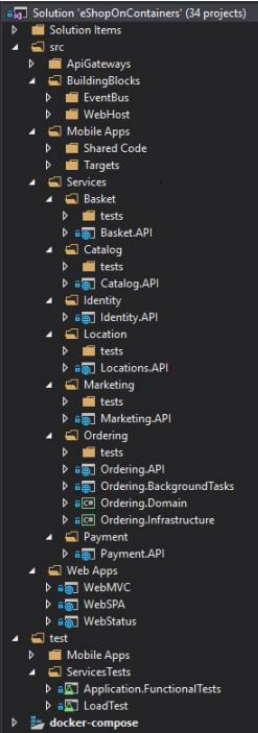 Solution 'eShopOnContainers' (34 projects)
Solution Items
src
ApiGateways
BuildingBlocks
EventBus
WebHost
Mobile Apps
Shared Code
Targets
Services
Basket
tests
Basket.API
Catalog
tests
Catalog.API
Identity
Identity.API
Location
tests
Locations.API
Marketing
tests
Marketing.API
Ordering
tests
Ordering.API
Ordering.BackgroundTasks
C# Ordering.Domain
C# Ordering.Infrastructure
Payment
Payment.API
Web Apps
WebMVC
WebSPA
WebStatus
test
Mobile Apps
ServicesTests
Application.FunctionalTests
LoadTest
docker-compose